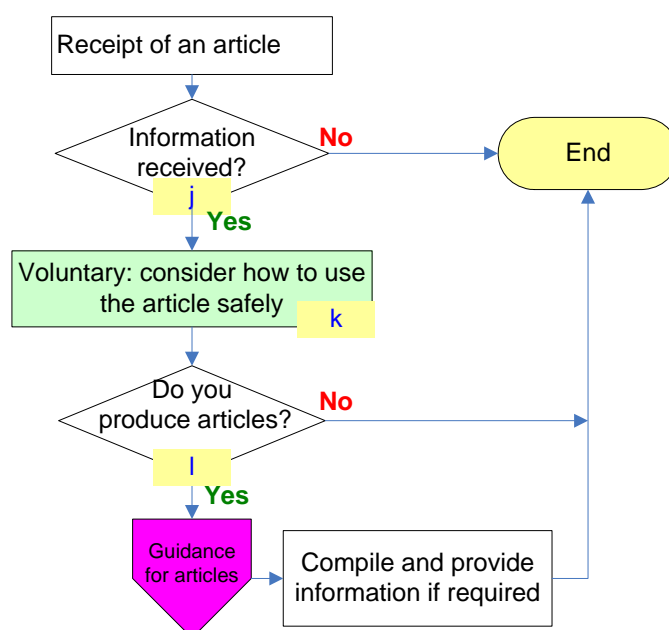 Receipt of an article
Information
received?
No
End
j
Yes
Voluntary: consider how to use
the article safely
k
Do you
produce articles?
No
l
Yes
Guidance
for articles
Compile and provide
information if required